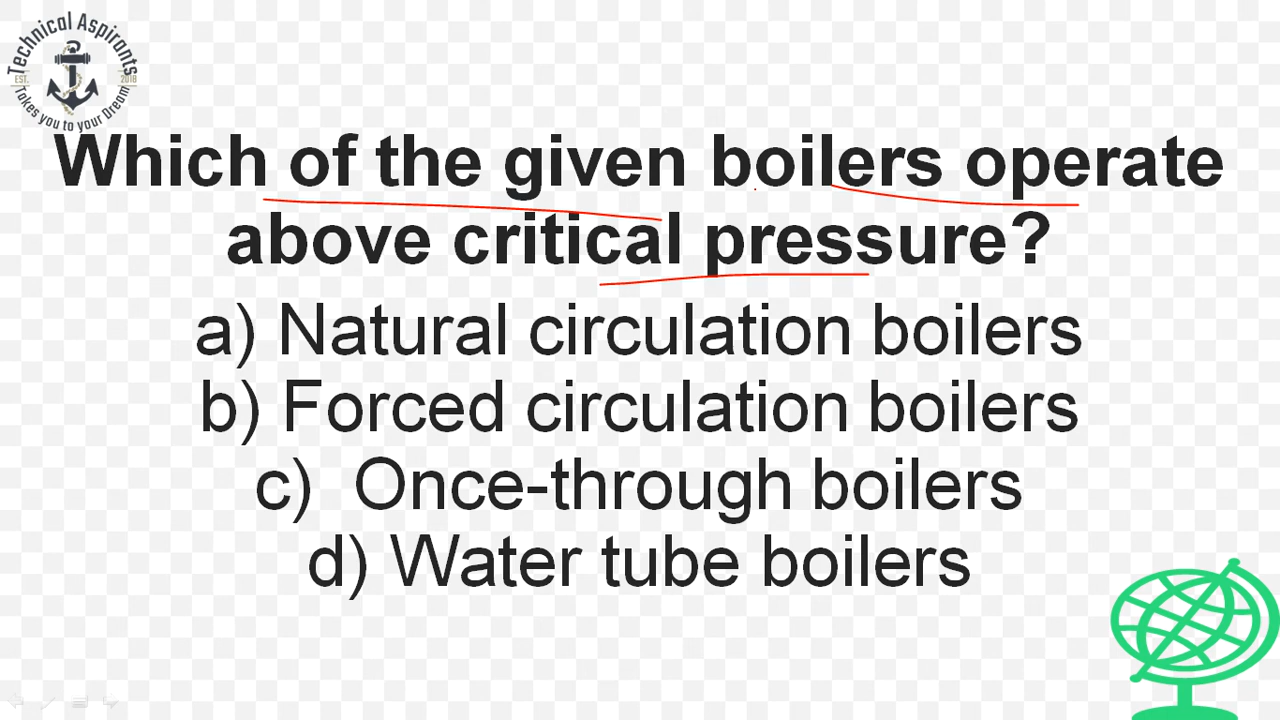 Technical Aspirants
EST. 2018
Takes you to your Dream
Which of the given boilers operate
above critical pressure?
a) Natural circulation boilers
b) Forced circulation boilers
c) Once-through boilers
d) Water tube boilers